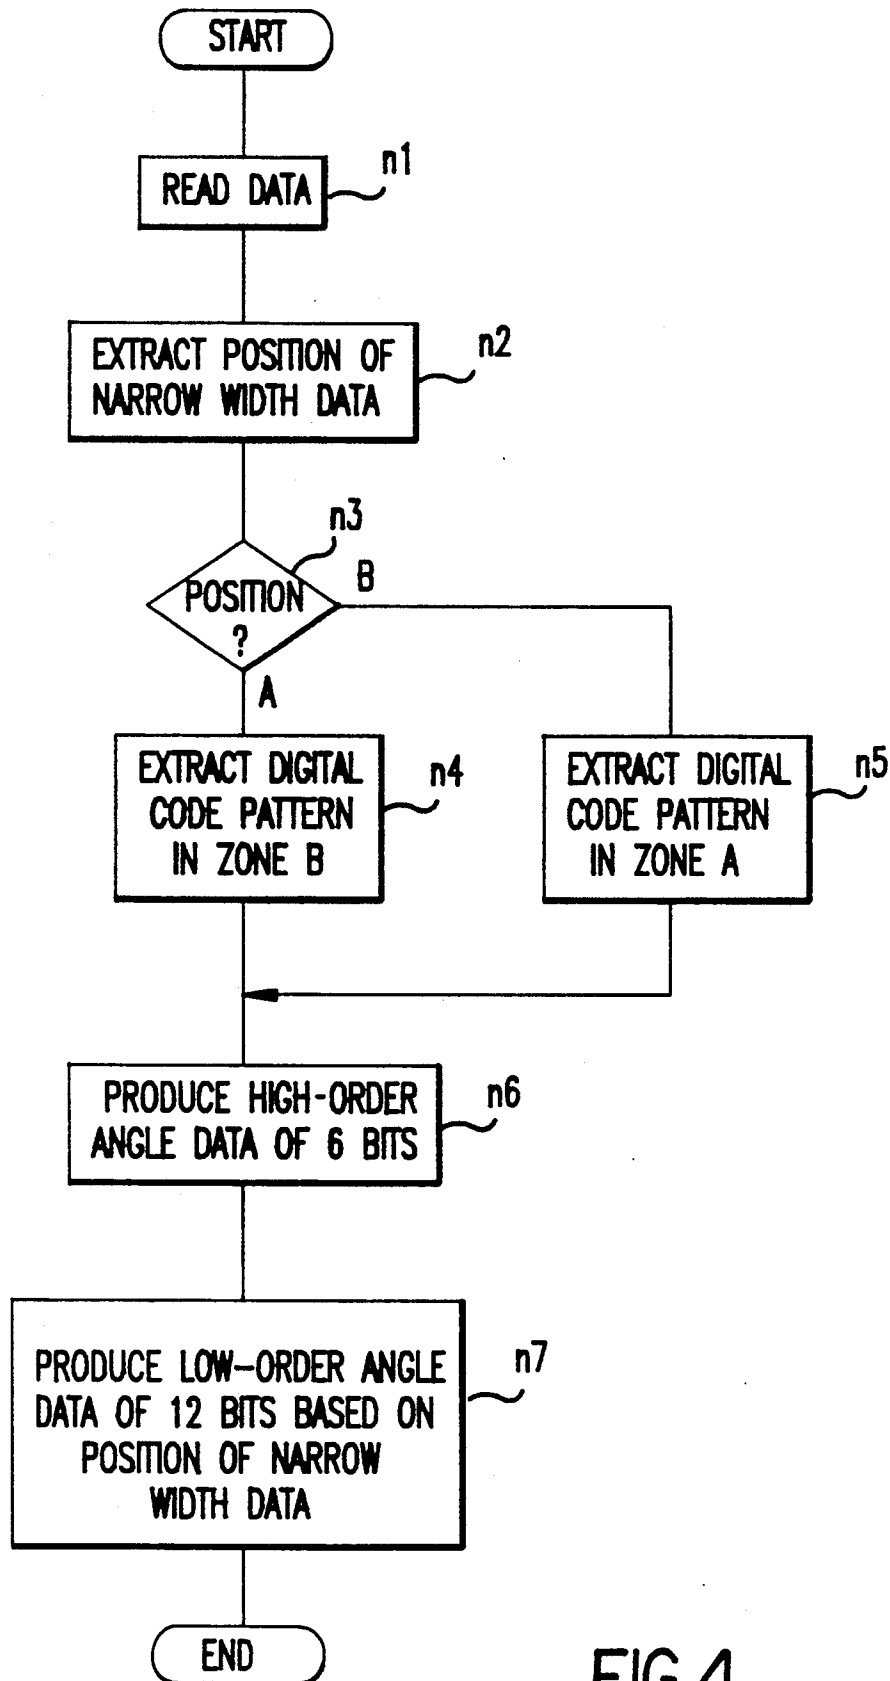 START
n1
READ DATA
n2
EXTRACT POSITION OF
NARROW WIDTH DATA
n3
POSITION
?
B
A
EXTRACT DIGITAL
CODE PATTERN
IN ZONE B
n4
EXTRACT DIGITAL
CODE PATTERN
IN ZONE A
n5
PRODUCE HIGH-ORDER
ANGLE DATA OF 6 BITS
n6
PRODUCE LOW-ORDER ANGLE
DATA OF 12 BITS BASED ON
POSITION OF NARROW
WIDTH DATA
n7
END
FIG.4